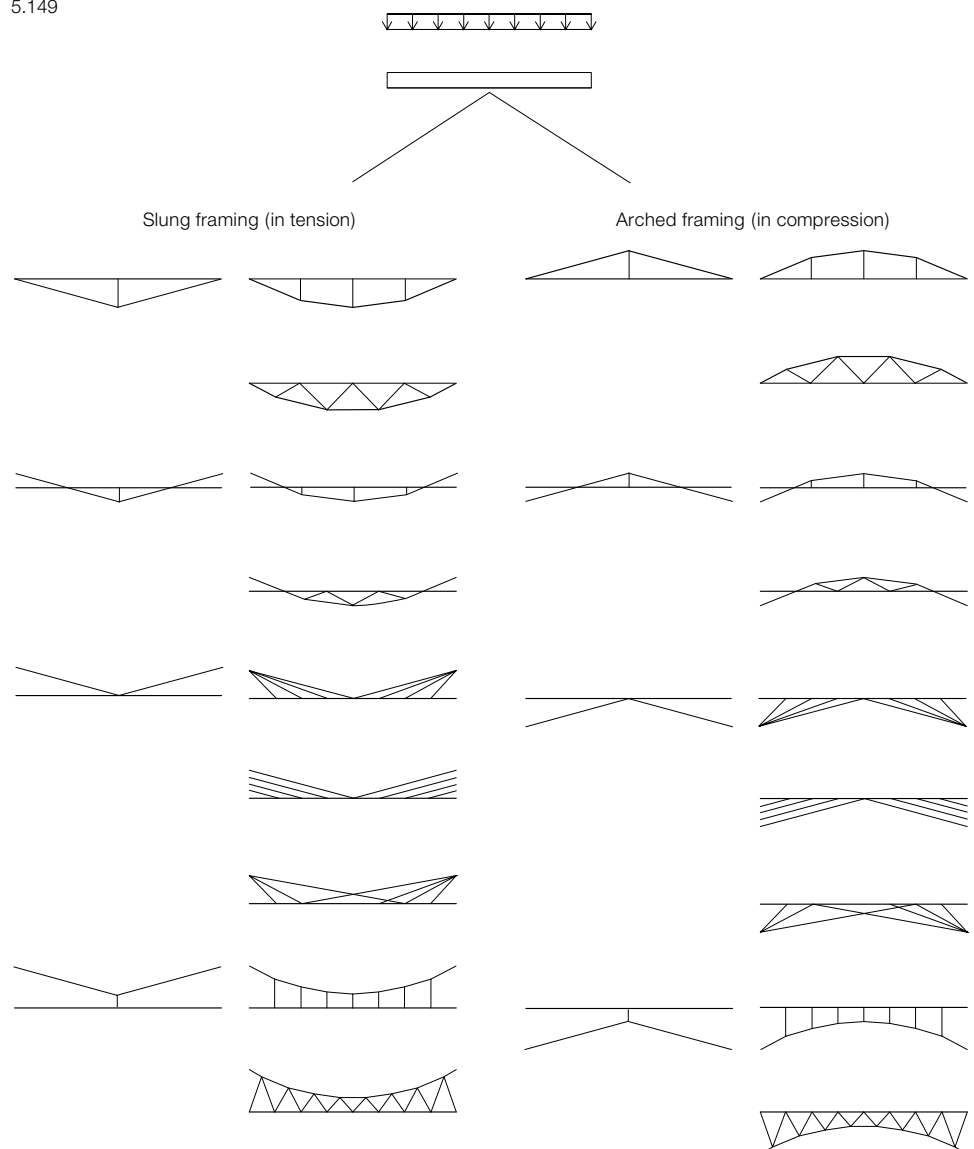 5.149
Slung framing (in tension)
Arched framing (in compression)